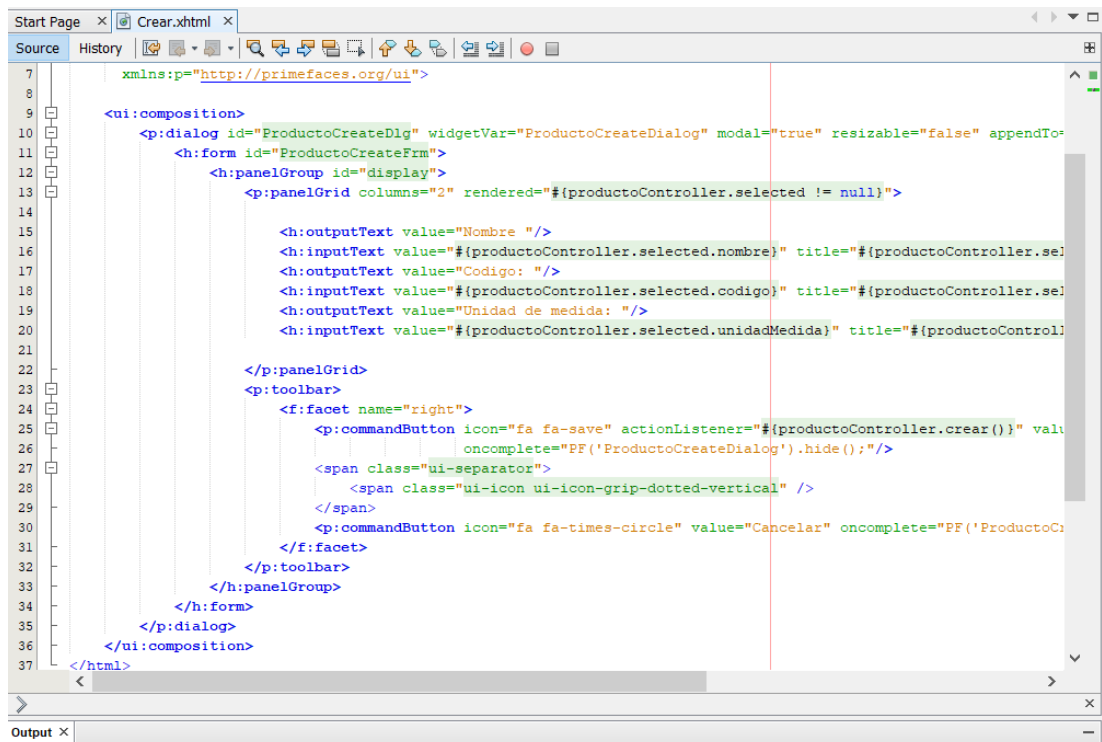 Start Page × Crear.xhtml ×
Source History
7 xmlns:p="http://primefaces.org/ui">
8
9 <ui:composition>
10 <p:dialog id="ProductoCreateDlg" widgetVar="ProductoCreateDialog" modal="true" resizable="false" appendTo=
11 <h:form id="ProductoCreateFrm">
12 <h:panelGroup id="display">
13 <p:panelGrid columns="2" rendered="#{productoController.selected != null}">
14
15 <h:outputText value="Nombre "/>
16 <h:inputText value="#{productoController.selected.nombre}" title="#{productoController.sel
17 <h:outputText value="Codigo: "/>
18 <h:inputText value="#{productoController.selected.codigo}" title="#{productoController.sel
19 <h:outputText value="Unidad de medida: "/>
20 <h:inputText value="#{productoController.selected.unidadMedida}" title="#{productoControll
21
22 </p:panelGrid>
23 <p:toolbar>
24 <f:facet name="right">
25 <p:commandButton icon="fa fa-save" actionListener="#{productoController.crear()}" valu
26 oncomplete="PF('ProductoCreateDialog').hide();"/>
27 <span class="ui-separator">
28 <span class="ui-icon ui-icon-grip-dotted-vertical" />
29 </span>
30 <p:commandButton icon="fa fa-times-circle" value="Cancelar" oncomplete="PF('ProductoCr
31 </f:facet>
32 </p:toolbar>
33 </h:panelGroup>
34 </h:form>
35 </p:dialog>
36 </ui:composition>
37 </html>
Output ×